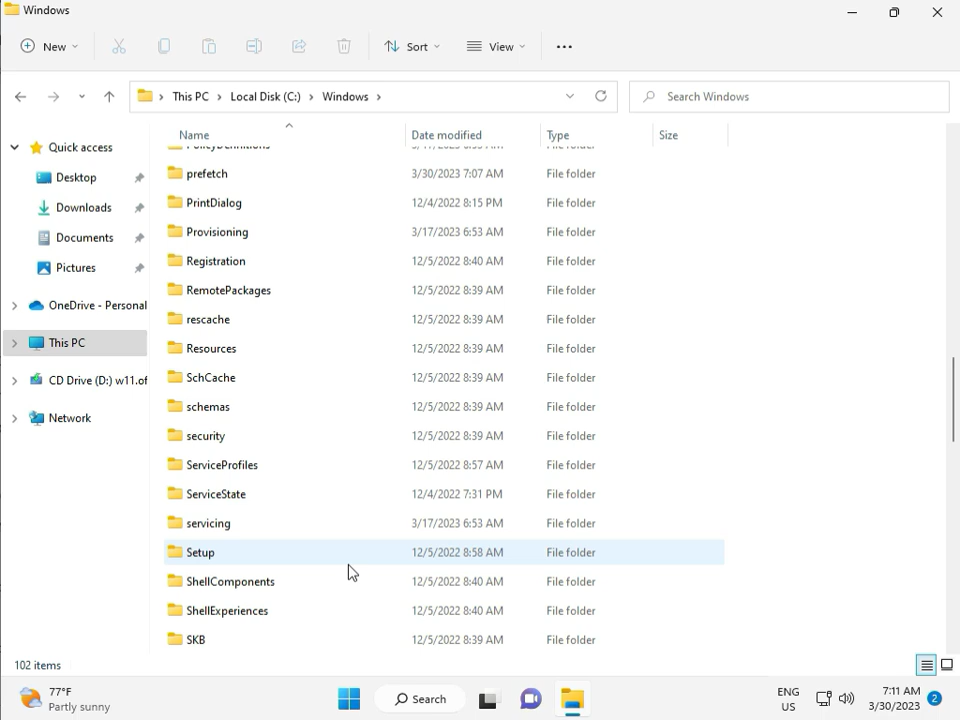 Windows
New
Sort
View
This PC
Local Disk (C:)
Windows
Search Windows
Name
Date modified
Type
Size
Quick access
Desktop
Downloads
Documents
Pictures
OneDrive - Personal
This PC
CD Drive (D:) w11.of
Network
prefetch 3/30/2023 7:07 AM File folder
PrintDialog 12/4/2022 8:15 PM File folder
Provisioning 3/17/2023 6:53 AM File folder
Registration 12/5/2022 8:40 AM File folder
RemotePackages 12/5/2022 8:39 AM File folder
rescache 12/5/2022 8:39 AM File folder
Resources 12/5/2022 8:39 AM File folder
SchCache 12/5/2022 8:39 AM File folder
schemas 12/5/2022 8:39 AM File folder
security 12/5/2022 8:39 AM File folder
ServiceProfiles 12/5/2022 8:57 AM File folder
ServiceState 12/4/2022 7:31 PM File folder
servicing 3/17/2023 6:53 AM File folder
Setup 12/5/2022 8:58 AM File folder
ShellComponents 12/5/2022 8:40 AM File folder
ShellExperiences 12/5/2022 8:40 AM File folder
SKB 12/5/2022 8:39 AM File folder
102 items
77°F
Partly sunny
Search
ENG
US
7:11 AM
3/30/2023
2